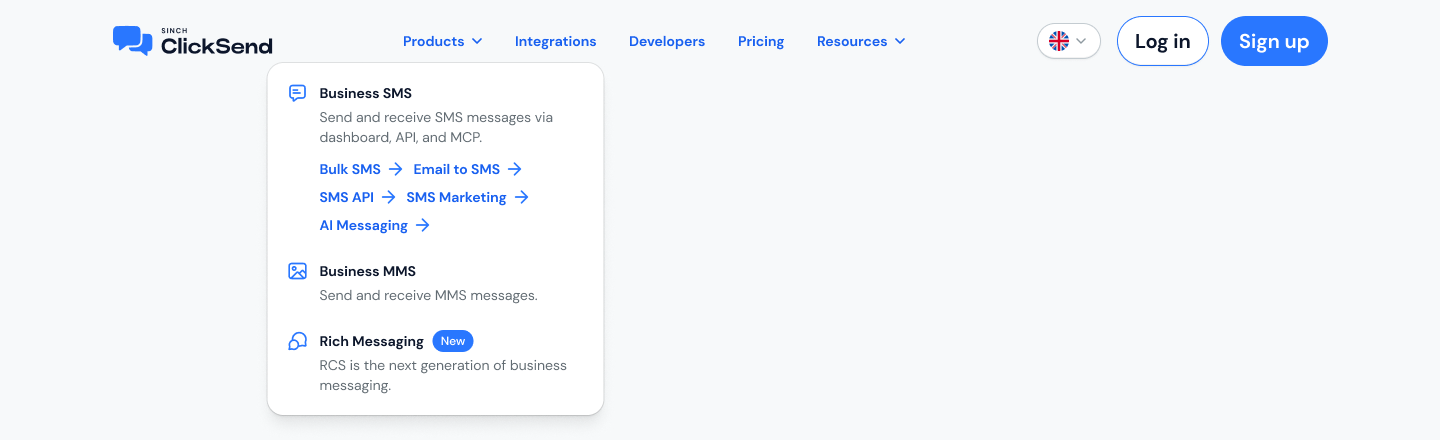 SINCH
ClickSend
Products Integrations Developers Pricing Resources Log in Sign up
Business SMS
Send and receive SMS messages via
dashboard, API, and MCP.
Bulk SMS Email to SMS
SMS API SMS Marketing
AI Messaging
Business MMS
Send and receive MMS messages.
Rich Messaging New
RCS is the next generation of business
messaging.